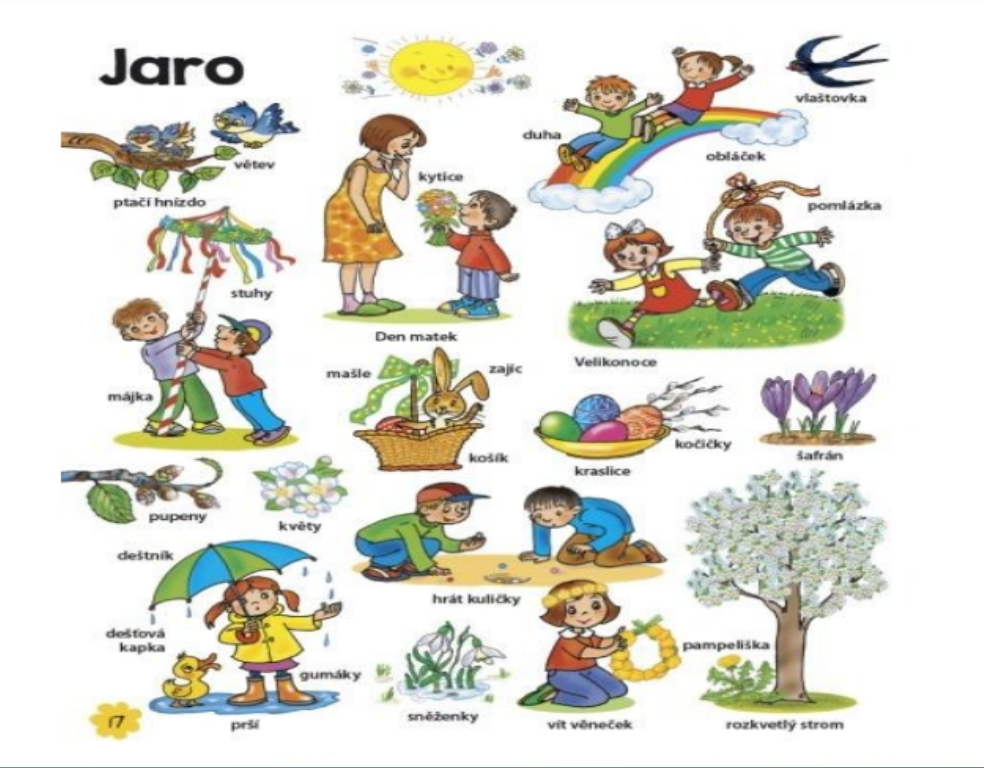 Jaro
vlaštovka
duha
obláček
větev
kytice
ptačí hnízdo
pomlázka
stuhy
Den matek
Velikonoce
mašle
zajíc
májka
košík
kočičky
kraslice
šafrán
pupeny
květy
deštník
hrát kuličky
dešťová
kapka
pampeliška
gumáky
sněženky
17
prší
vít věneček
rozkvetlý strom